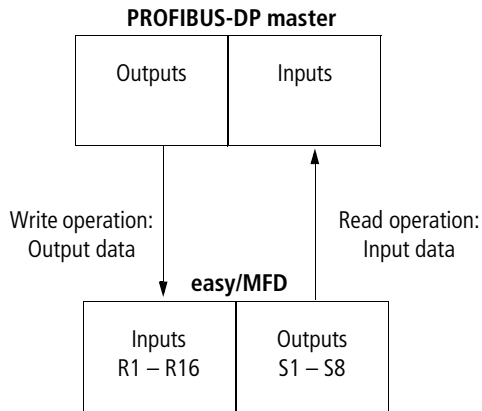 PROFIBUS-DP master
Outputs
Inputs
Write operation:
Output data
Read operation:
Input data
easy/MFD
Inputs
R1 – R16
Outputs
S1 – S8